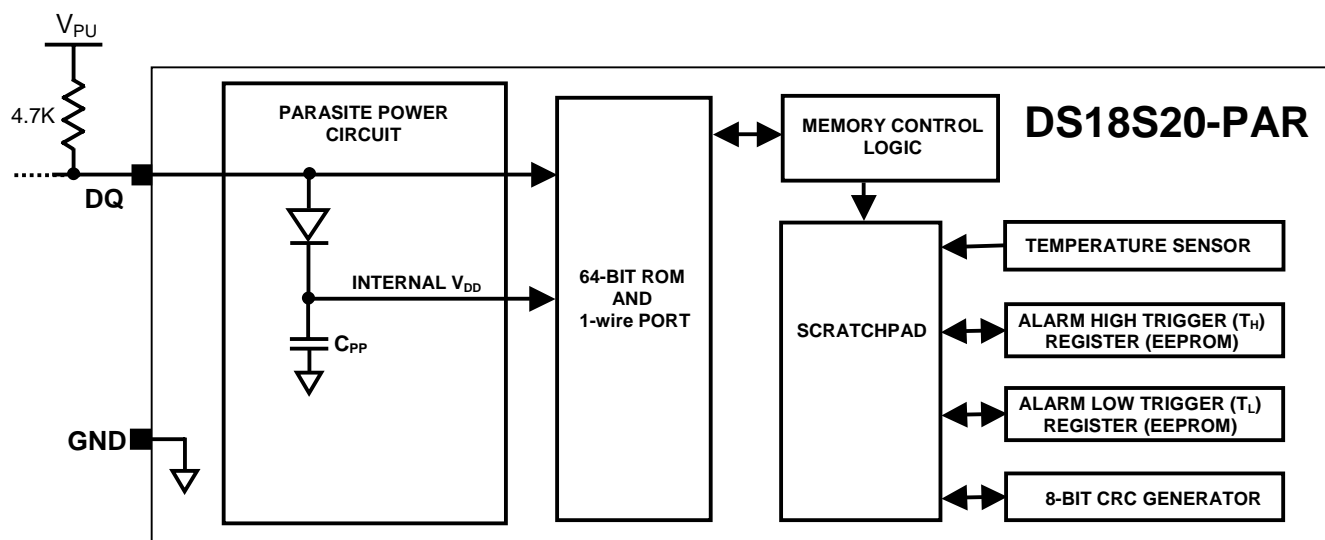 V_PU
4.7K
DQ
GND
PARASITE POWER
CIRCUIT
INTERNAL V_DD
C_PP
64-BIT ROM
AND
1-wire PORT
MEMORY CONTROL
LOGIC
DS18S20-PAR
SCRATCHPAD
TEMPERATURE SENSOR
ALARM HIGH TRIGGER (T_H)
REGISTER (EEPROM)
ALARM LOW TRIGGER (T_L)
REGISTER (EEPROM)
8-BIT CRC GENERATOR